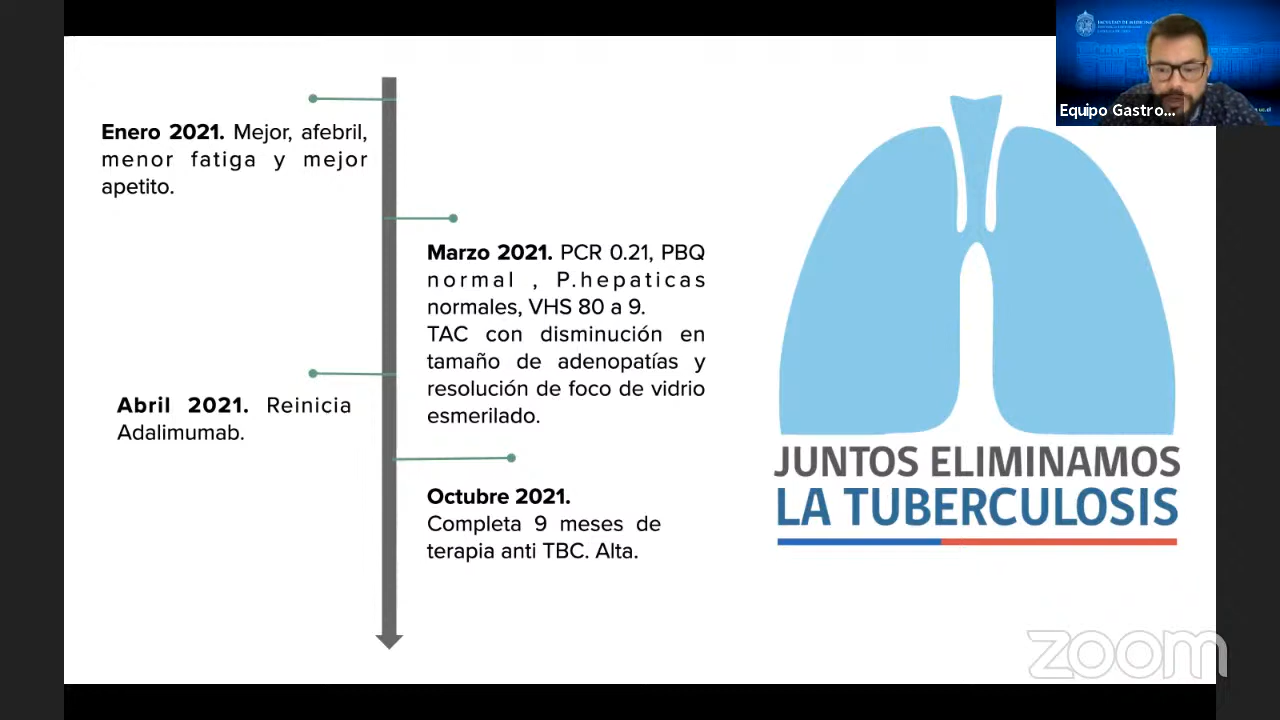 Enero 2021. Mejor, afebril,
menor fatiga y mejor
apetito.
Marzo 2021. PCR 0.21, PBQ
normal , P.hepaticas
normales, VHS 80 a 9.
TAC con disminución en
tamaño de adenopatías y
resolución de foco de vidrio
esmerilado.
Abril 2021. Reinicia
Adalimumab.
Octubre 2021.
Completa 9 meses de
terapia anti TBC. Alta.
JUNTOS ELIMINAMOS
LA TUBERCULOSIS
Equipo Gastro...
zoom